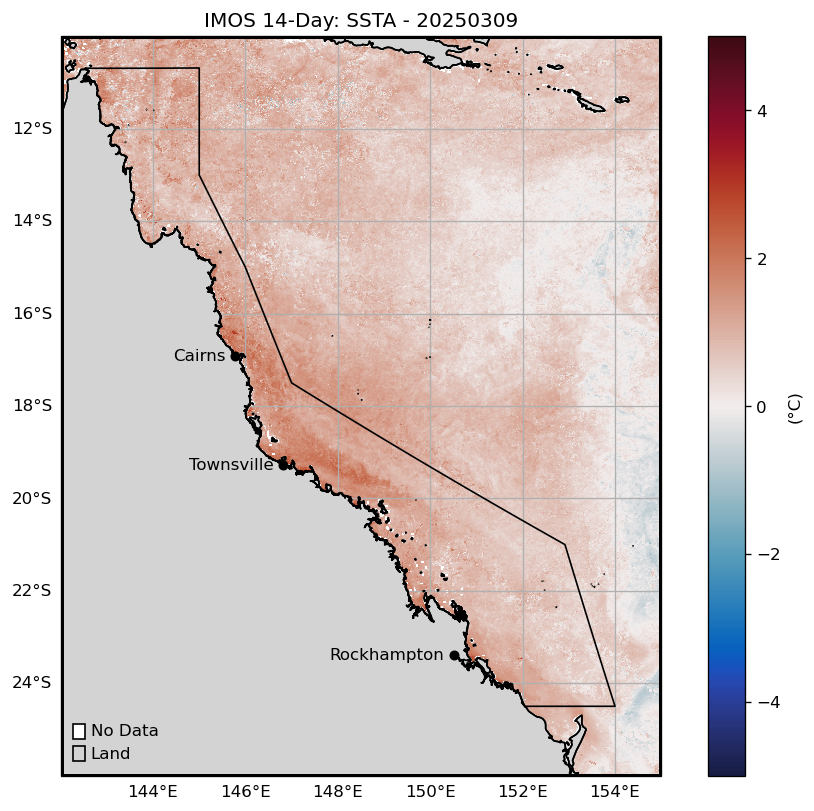 IMOS 14-Day: SSTA - 20250309
12°S
14°S
16°S
18°S
20°S
22°S
24°S
Cairns
Townsville
Rockhampton
No Data
Land
144°E 146°E 148°E 150°E 152°E 154°E
4
2
0
−2
−4
(°C)